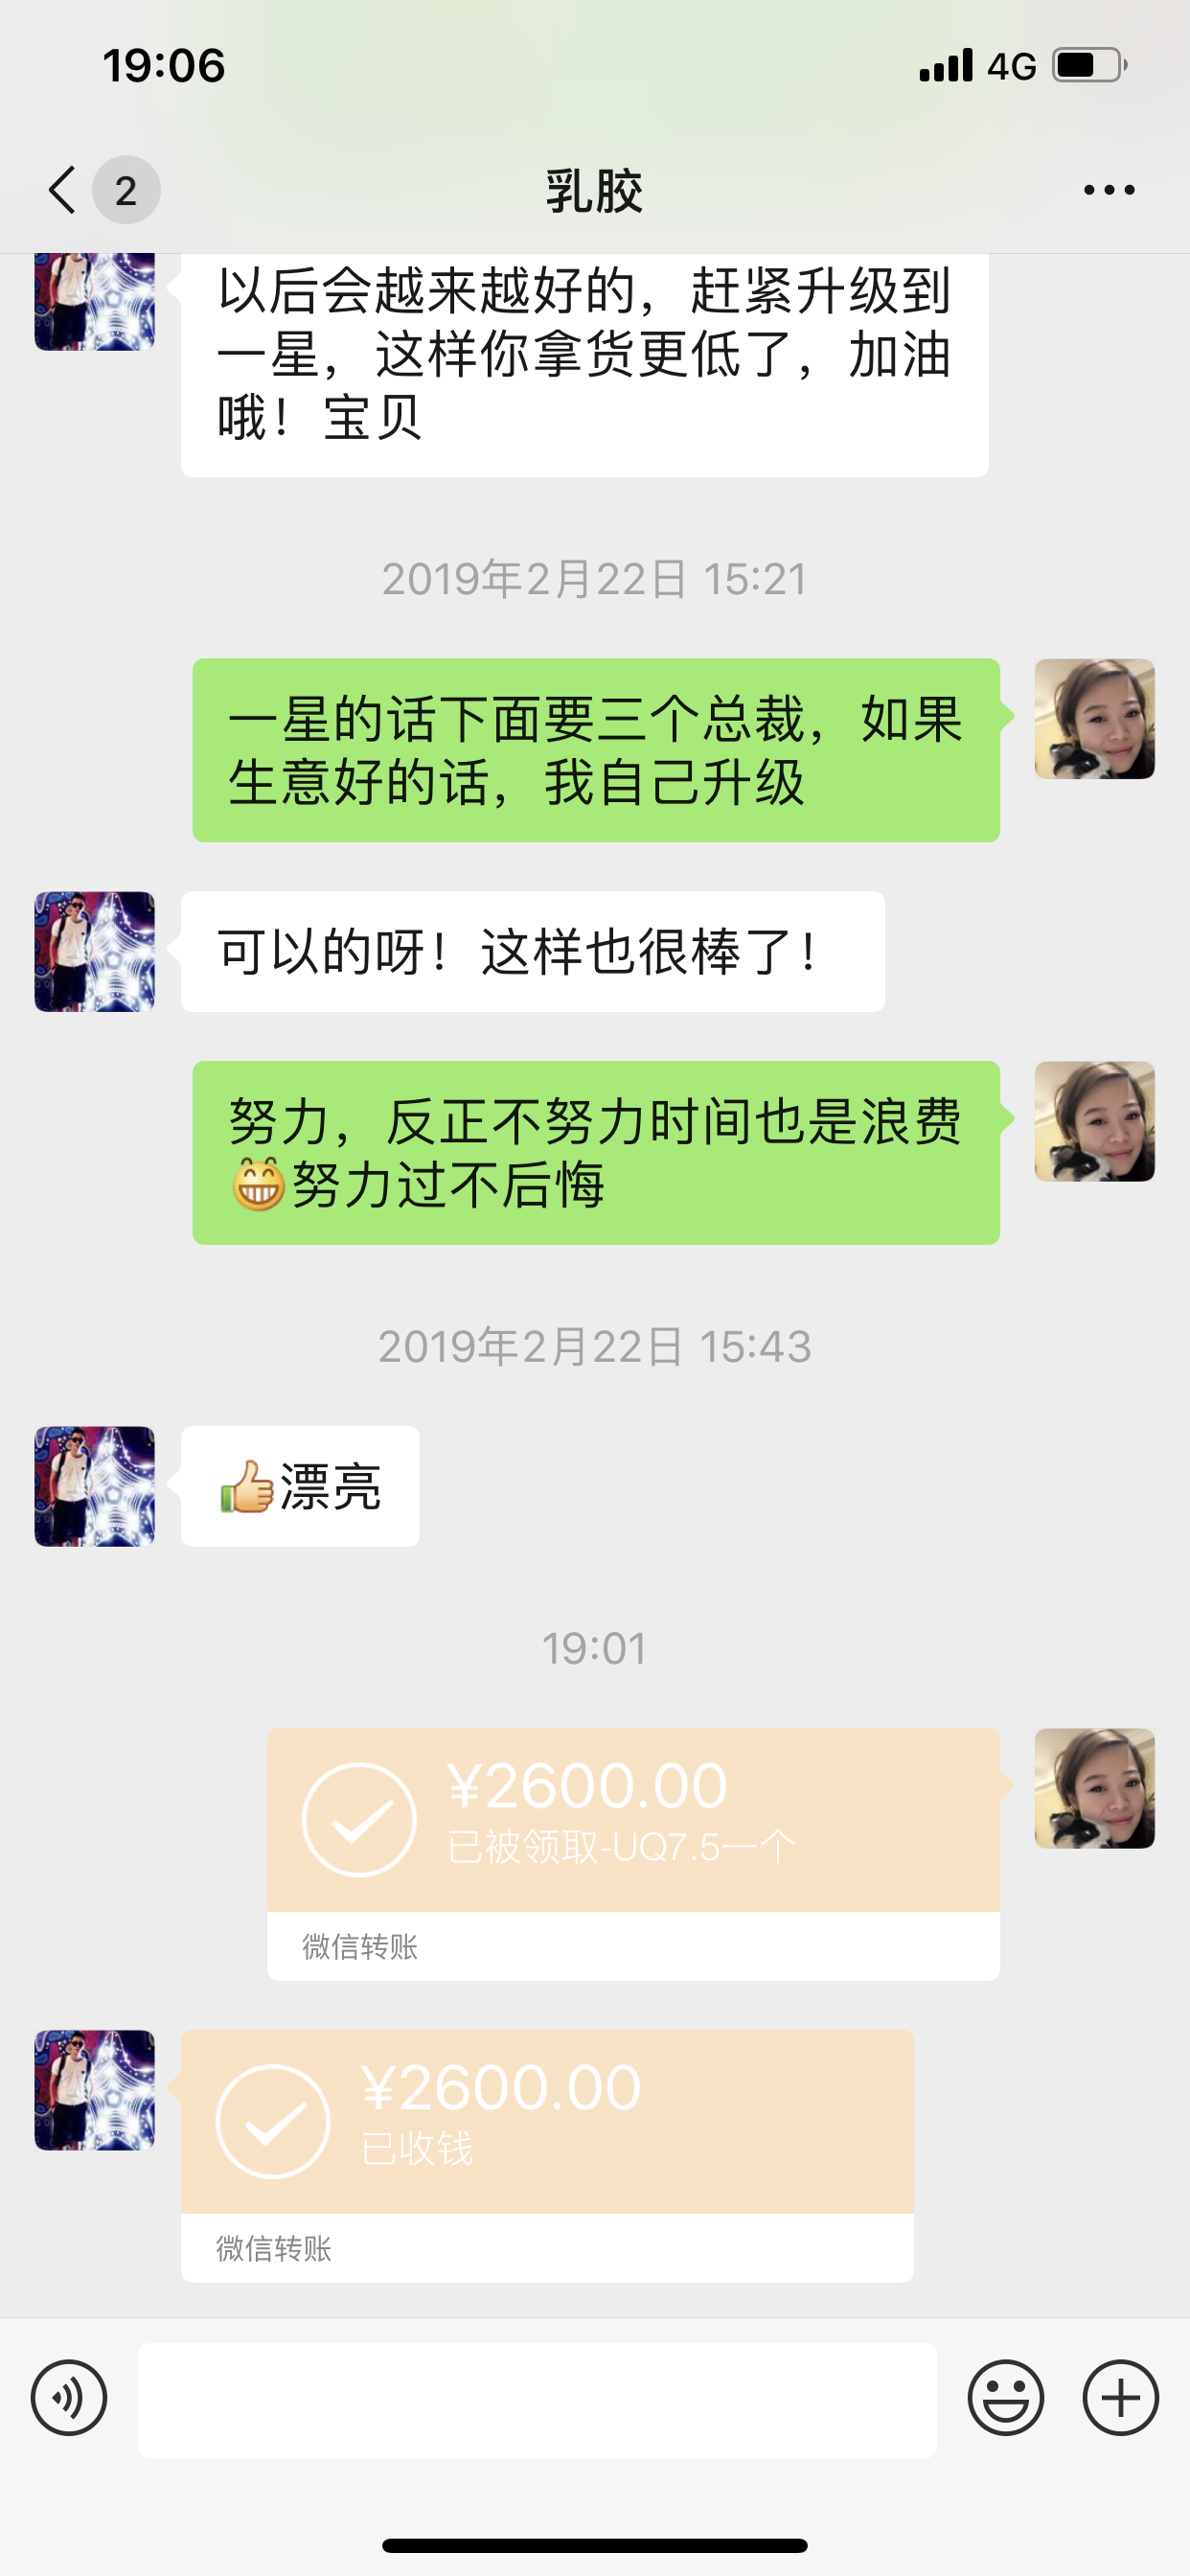 19:06
4G
2
乳胶
以后会越来越好的，赶紧升级到
一星，这样你拿货更低了，加油
哦！宝贝
2019年2月22日 15:21
一星的话下面要三个总裁，如果
生意好的话，我自己升级
可以的呀！这样也很棒了！
努力，反正不努力时间也是浪费
😁努力过不后悔
2019年2月22日 15:43
👍漂亮
19:01
¥2600.00
已被领取-UQ7.5一个
微信转账
¥2600.00
已收钱
微信转账